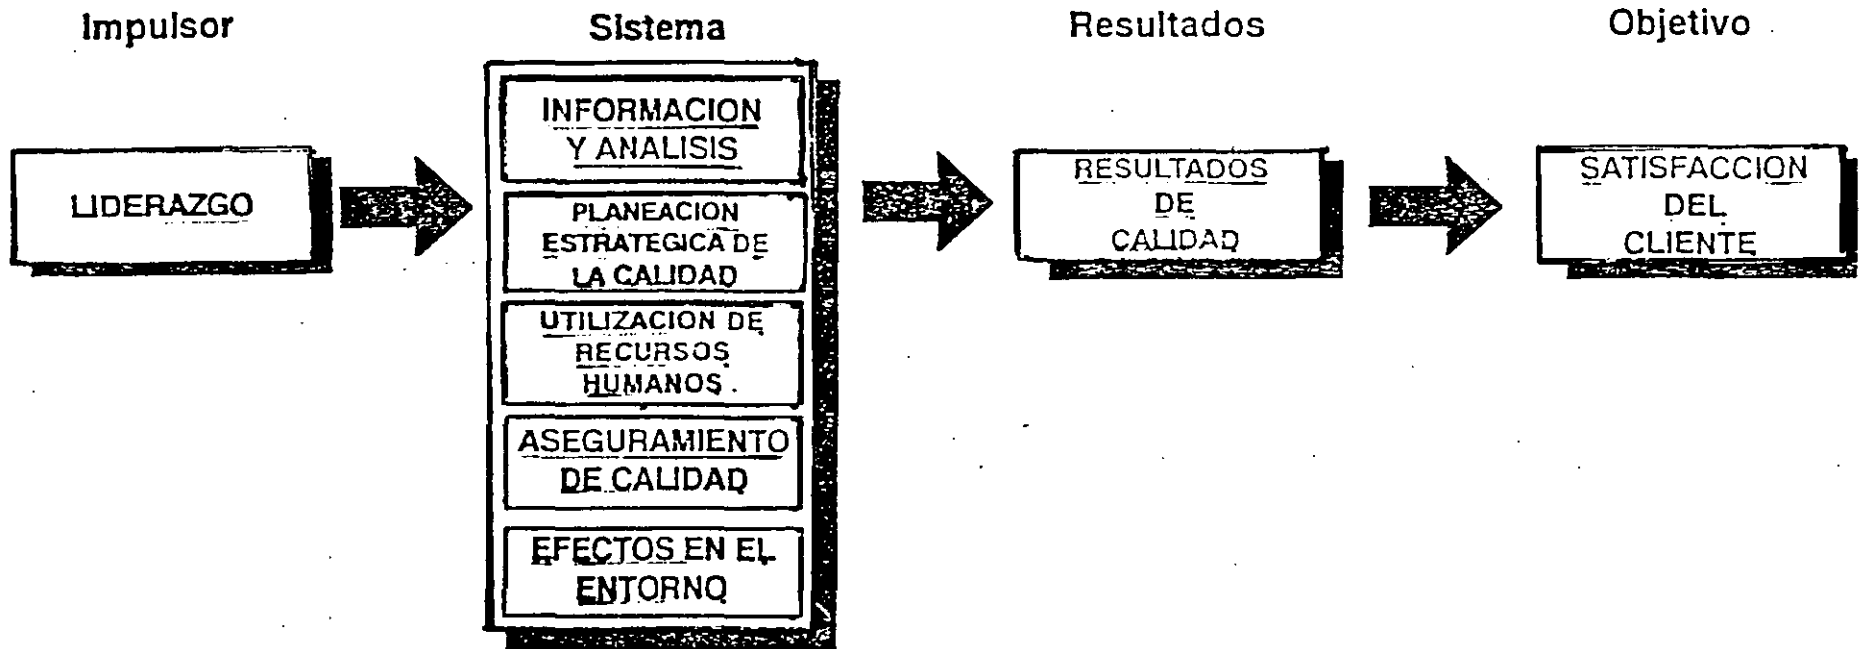 Impulsor
Sistema
Resultados
Objetivo
LIDERAZGO
INFORMACION
Y ANALISIS
PLANEACION
ESTRATEGICA DE
LA CALIDAD
UTILIZACION DE
RECURSOS
HUMANOS
ASEGURAMIENTO
DE CALIDAD
EFECTOS EN EL
ENTORNO
RESULTADOS
DE
CALIDAD
SATISFACCION
DEL
CLIENTE